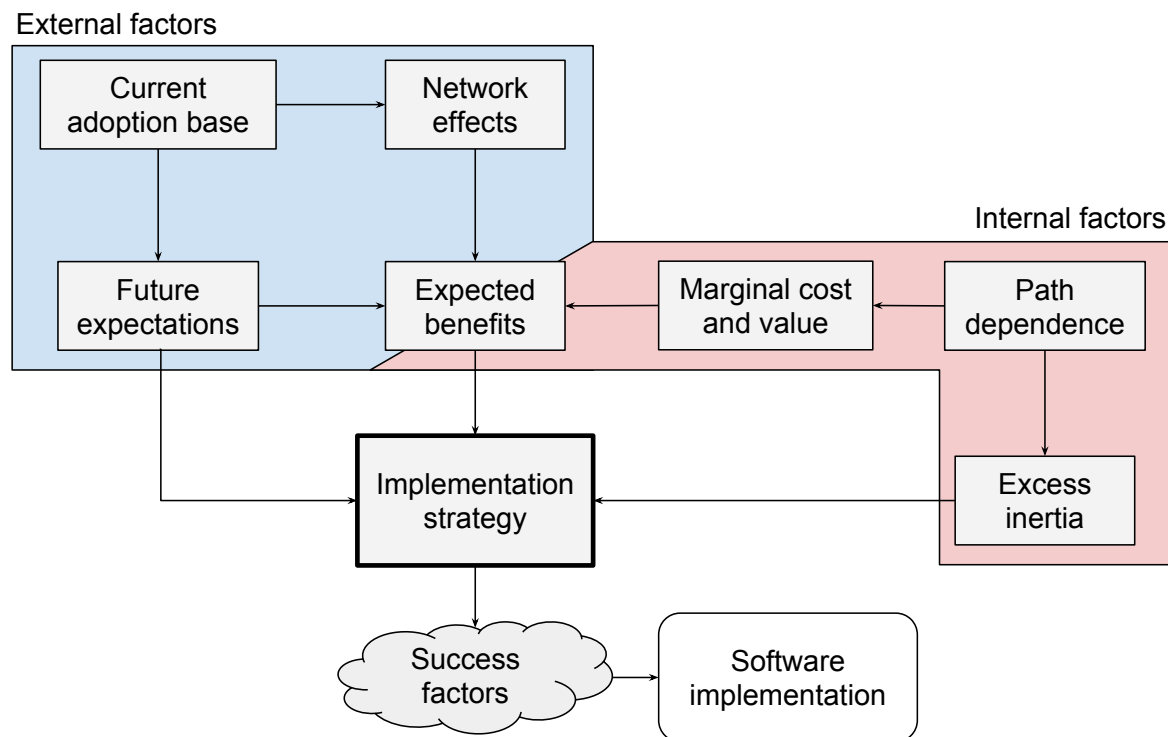 External factors
Current
adoption base
Network
effects
Internal factors
Future
expectations
Expected
benefits
Marginal cost
and value
Path
dependence
Implementation
strategy
Excess
inertia
Success
factors
Software
implementation